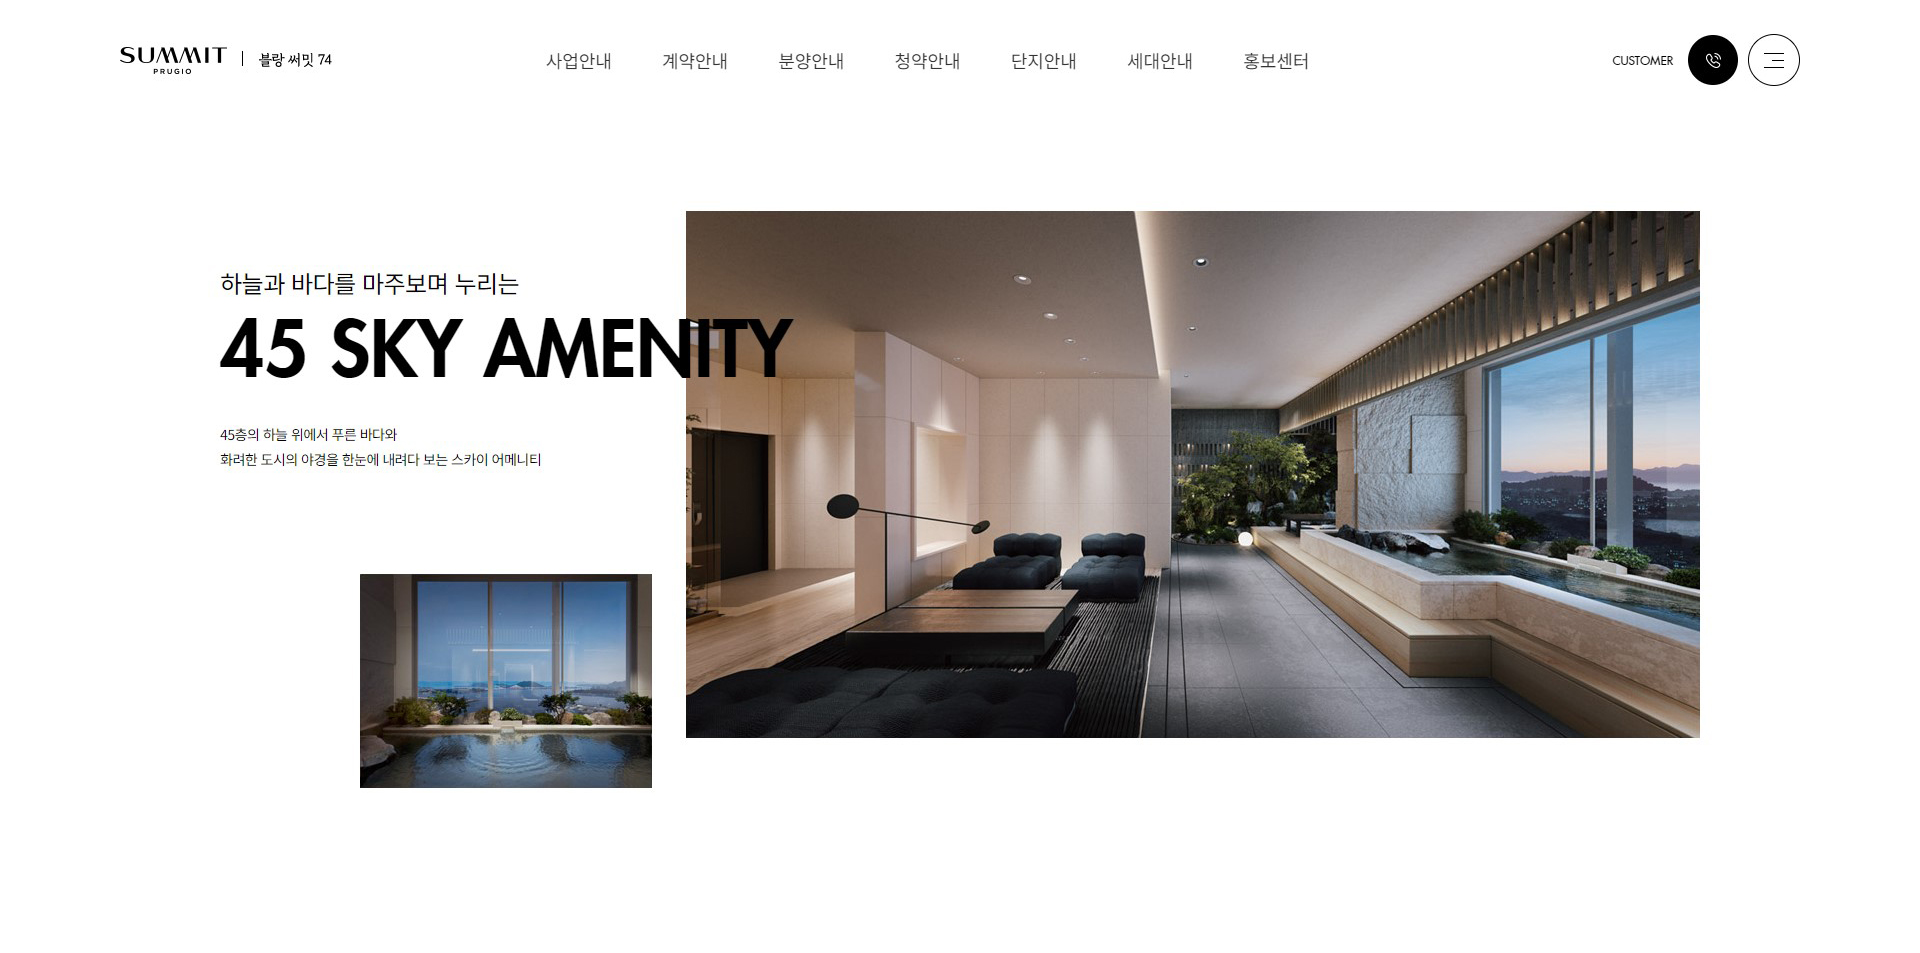 SUMMIT
PRUGIO
블랑 써밋 74
사업안내
계약안내
분양안내
청약안내
단지안내
세대안내
홍보센터
CUSTOMER
하늘과 바다를 마주보며 누리는
45 SKY AMENITY
45층의 하늘 위에서 푸른 바다와
화려한 도시의 야경을 한눈에 내려다 보는 스카이 어메니티